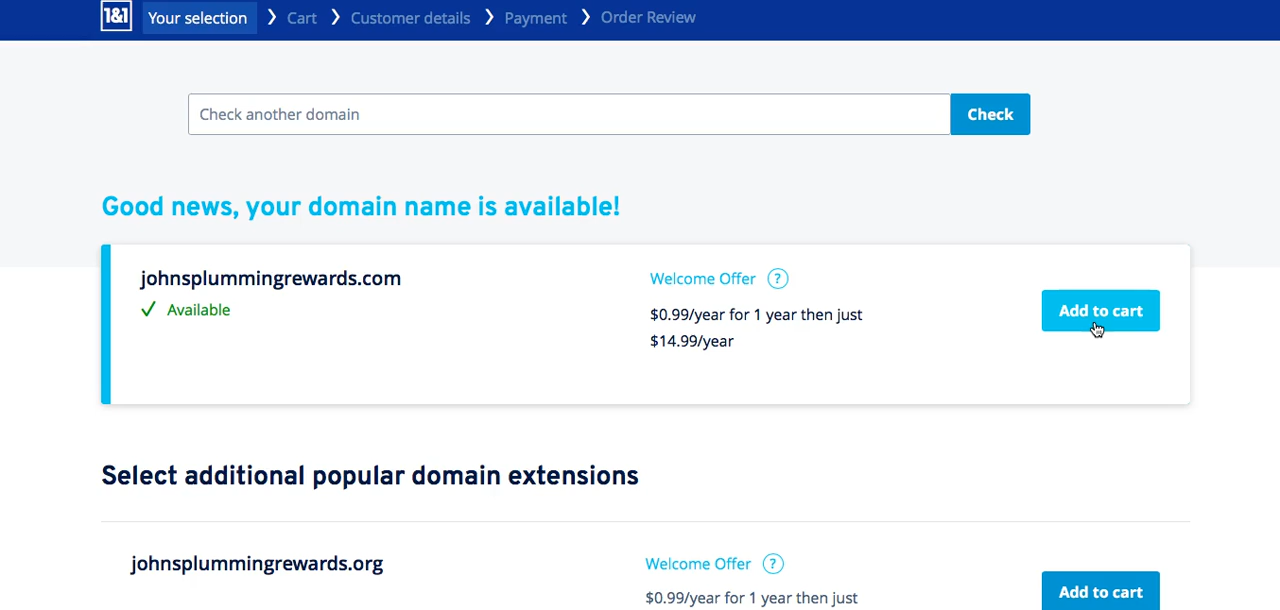 1&1 Your selection Cart Customer details Payment Order Review
Check another domain Check
Good news, your domain name is available!
johnsplummingrewards.com Welcome Offer ?
Available
$0.99/year for 1 year then just
$14.99/year
Add to cart
Select additional popular domain extensions
johnsplummingrewards.org Welcome Offer ?
$0.99/year for 1 year then just
Add to cart